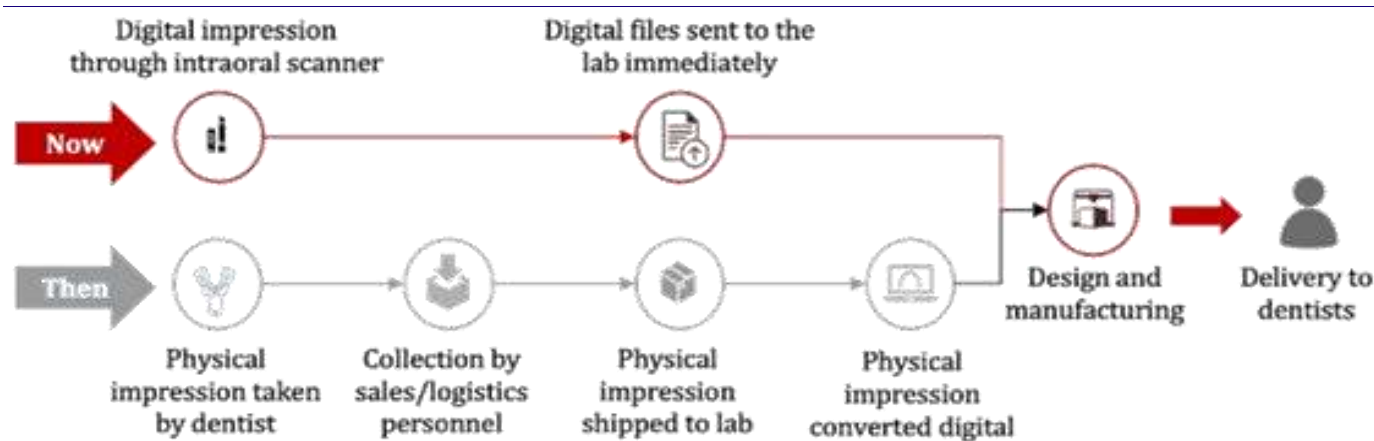 Digital impression
through intraoral scanner
Digital files sent to the
lab immediately
Now
Then
Design and
manufacturing
Delivery to
dentists
Physical
impression taken
by dentist
Collection by
sales/logistics
personnel
Physical
impression
shipped to lab
Physical
impression
converted digital